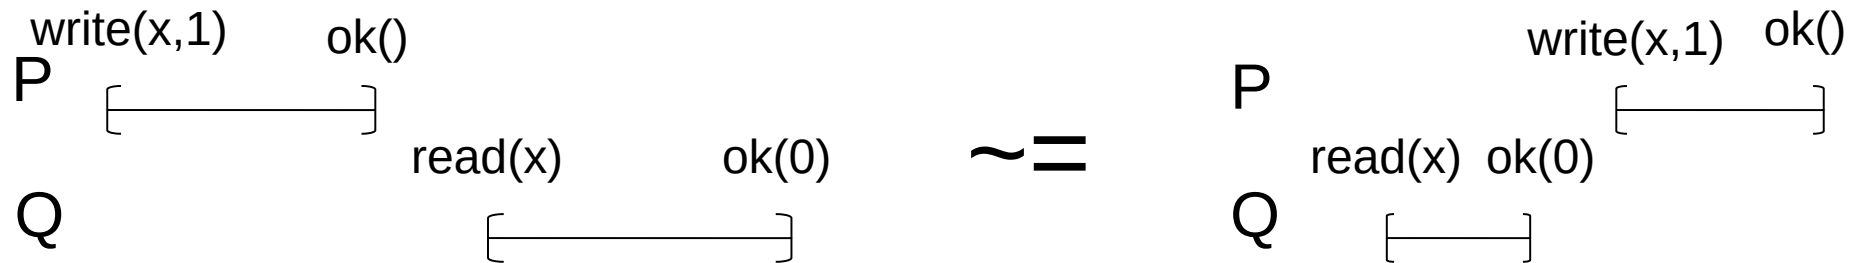 write(x,1) ok()
P
read(x) ok(0)
Q
~=
write(x,1) ok()
P
read(x) ok(0)
Q